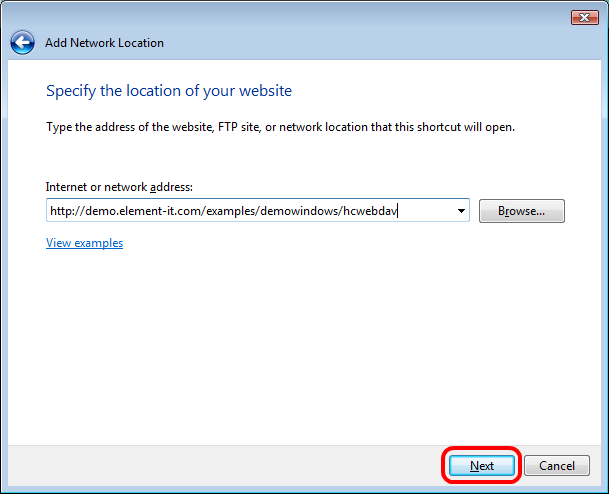 Add Network Location
Specify the location of your website
Type the address of the website, FTP site, or network location that this shortcut will open.
Internet or network address:
http://demo.element-it.com/examples/demowindows/hcwebdav
Browse...
View examples
Next
Cancel